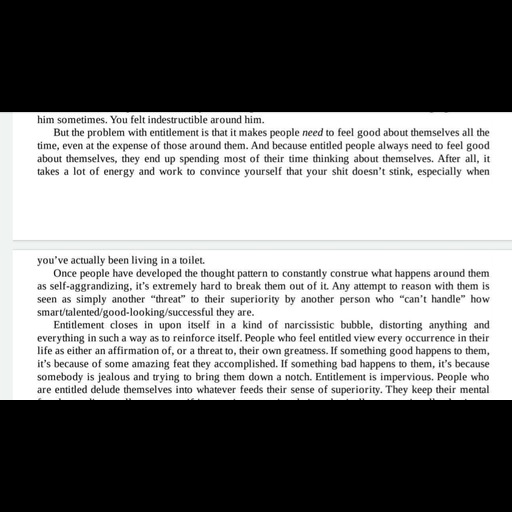 him sometimes. You felt indestructible around him.
But the problem with entitlement is that it makes people need to feel good about themselves all the
time, even at the expense of those around them. And because entitled people always need to feel good
about themselves, they end up spending most of their time thinking about themselves. After all, it
takes a lot of energy and work to convince yourself that your shit doesn’t stink, especially when
you’ve actually been living in a toilet.
Once people have developed the thought pattern to constantly construe what happens around them
as self-aggrandizing, it’s extremely hard to break them out of it. Any attempt to reason with them is
seen as simply another “threat” to their superiority by another person who “can’t handle” how
smart/talented/good-looking/successful they are.
Entitlement closes in upon itself in a kind of narcissistic bubble, distorting anything and
everything in such a way as to reinforce itself. People who feel entitled view every occurrence in their
life as either an affirmation of, or a threat to, their own greatness. If something good happens to them,
it’s because of some amazing feat they accomplished. If something bad happens to them, it’s because
somebody is jealous and trying to bring them down a notch. Entitlement is impervious. People who
are entitled delude themselves into whatever feeds their sense of superiority. They keep their mental